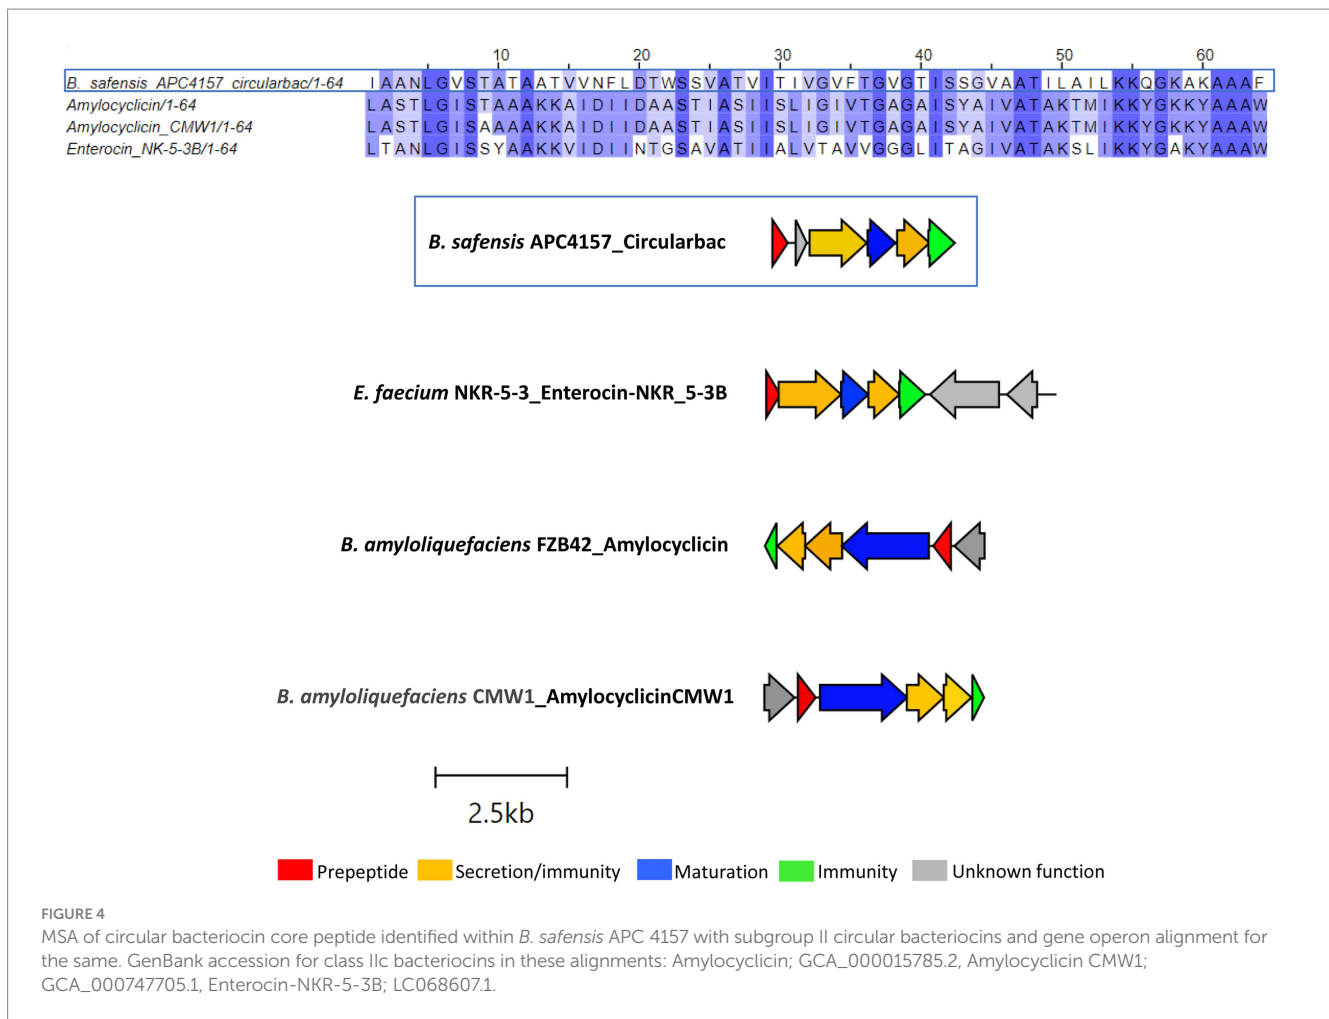 10 20 30 40 50 60
B. safensis APC4157 circularbac/1-64 IAANLGVSTATAATVVNFLDTWSSVATVITIVGVFTGVGTISSGVAATILAILKKQGKAKAAAF
Amylocyclicin/1-64 LASTLGISTAAAKKAIDIIDAASTIASIISLIGIVTGAGAISYAIVATAKTMIKKYGKKYAAAW
Amylocyclicin_CMW1/1-64 LASTLGISAAAAKKAIDIIDAASTIASIISLIGIVTGAGAISYAIVATAKTMIKKYGKKYAAAW
Enterocin_NK-5-3B/1-64 LTANLGISSYAAKKVIDIINTGSAVATIIALVTAVVGGGLITAGIVATAKSLIKKYGAKYAAAW
B. safensis APC4157_Circularbac
E. faecium NKR-5-3_Enterocin-NKR_5-3B
B. amyloliquefaciens FZB42_Amylocyclicin
B. amyloliquefaciens CMW1_AmylocyclicinCMW1
2.5kb
Prepeptide Secretion/immunity Maturation Immunity Unknown function
FIGURE 4
MSA of circular bacteriocin core peptide identified within B. safensis APC 4157 with subgroup II circular bacteriocins and gene operon alignment for
the same. GenBank accession for class IIc bacteriocins in these alignments: Amylocyclicin; GCA_000015785.2, Amylocyclicin CMW1;
GCA_000747705.1, Enterocin-NKR-5-3B; LC068607.1.